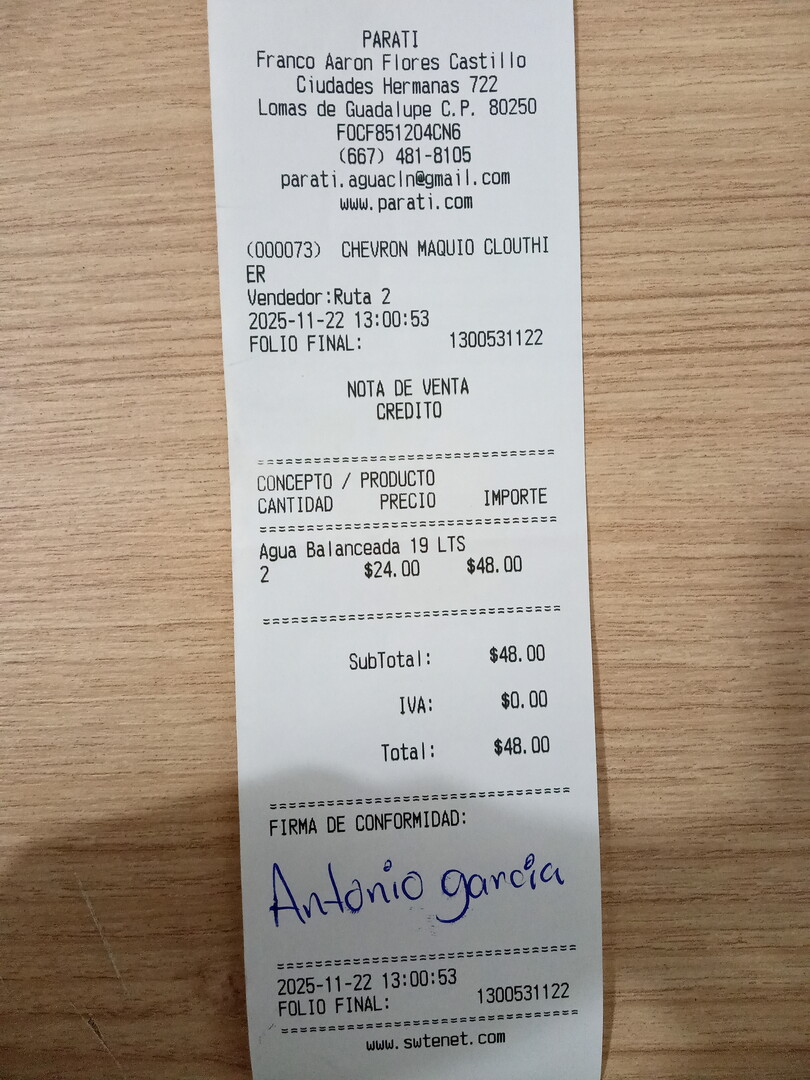 PARATI
Franco Aaron Flores Castillo
Ciudades Hermanas 722
Lomas de Guadalupe C.P. 80250
FOCF851204CN6
(667) 481-8105
parati.aguacln@gmail.com
www.parati.com
(000073) CHEVRON MAQUIO CLOUTHI
ER
Vendedor:Ruta 2
2025-11-22 13:00:53
FOLIO FINAL: 1300531122
NOTA DE VENTA
CREDITO
CONCEPTO / PRODUCTO
CANTIDAD PRECIO IMPORTE
Agua Balanceada 19 LTS
2 $24.00 $48.00
SubTotal: $48.00
IVA: $0.00
Total: $48.00
FIRMA DE CONFORMIDAD:
Antonio garcia
2025-11-22 13:00:53
FOLIO FINAL: 1300531122
www.swtenet.com